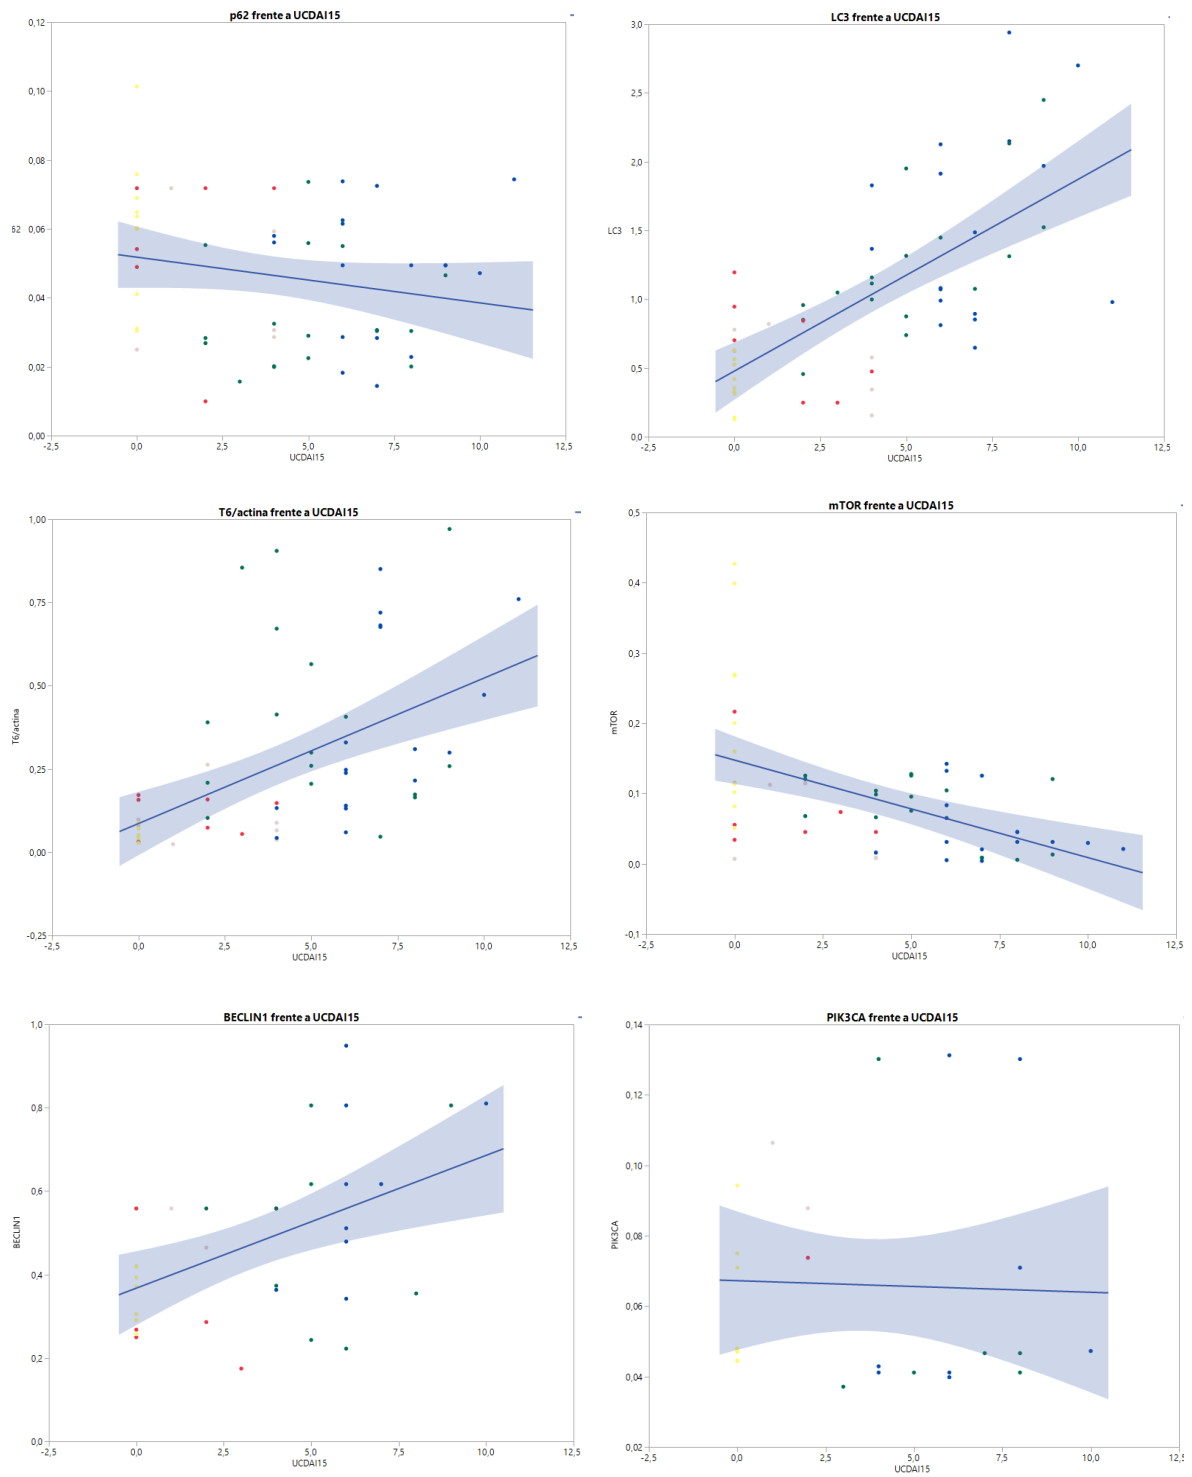 p62 frente a UCDAI15
0,12
0,10
0,08
62
0,06
0,04
0,02
0,00
-2,5 0,0 2,5 5,0 7,5 10,0 12,5
UCDAI15
LC3 frente a UCDAI15
3,0
2,5
2,0
LC3
1,5
1,0
0,5
0,0
-2,5 0,0 2,5 5,0 7,5 10,0 12,5
UCDAI15
T6/actina frente a UCDAI15
1,00
0,75
0,50
T6/actina
0,25
0,00
-0,25
-2,5 0,0 2,5 5,0 7,5 10,0 12,5
UCDAI15
mTOR frente a UCDAI15
0,5
0,4
0,3
mTOR
0,2
0,1
0,0
-0,1
-2,5 0,0 2,5 5,0 7,5 10,0 12,5
UCDAI15
BECLIN1 frente a UCDAI15
1,0
0,8
0,6
BECLIN1
0,4
0,2
0,0
-2,5 0,0 2,5 5,0 7,5 10,0 12,5
UCDAI15
PIK3CA frente a UCDAI15
0,14
0,12
0,10
0,08
PIK3CA
0,06
0,04
0,02
-2,5 0,0 2,5 5,0 7,5 10,0 12,5
UCDAI15